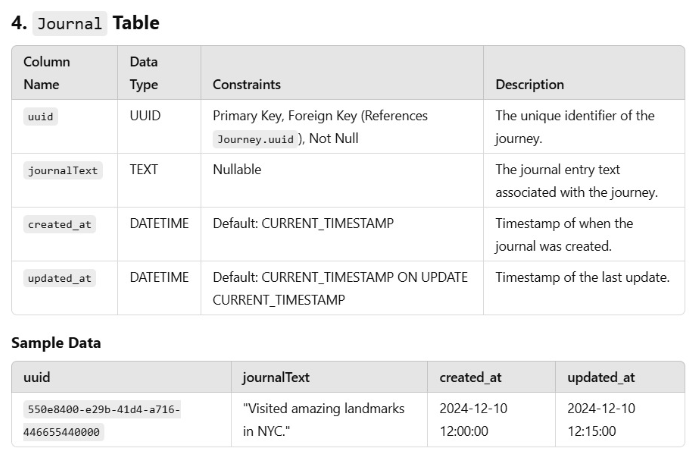 4. Journal Table
Column Name Data Type Constraints Description
uuid UUID Primary Key, Foreign Key (References Journey.uuid), Not Null The unique identifier of the journey.
journalText TEXT Nullable The journal entry text associated with the journey.
created_at DATETIME Default: CURRENT_TIMESTAMP Timestamp of when the journal was created.
updated_at DATETIME Default: CURRENT_TIMESTAMP ON UPDATE CURRENT_TIMESTAMP Timestamp of the last update.
Sample Data
uuid journalText created_at updated_at
550e8400-e29b-41d4-a716-446655440000 "Visited amazing landmarks in NYC." 2024-12-10 12:00:00 2024-12-10 12:15:00